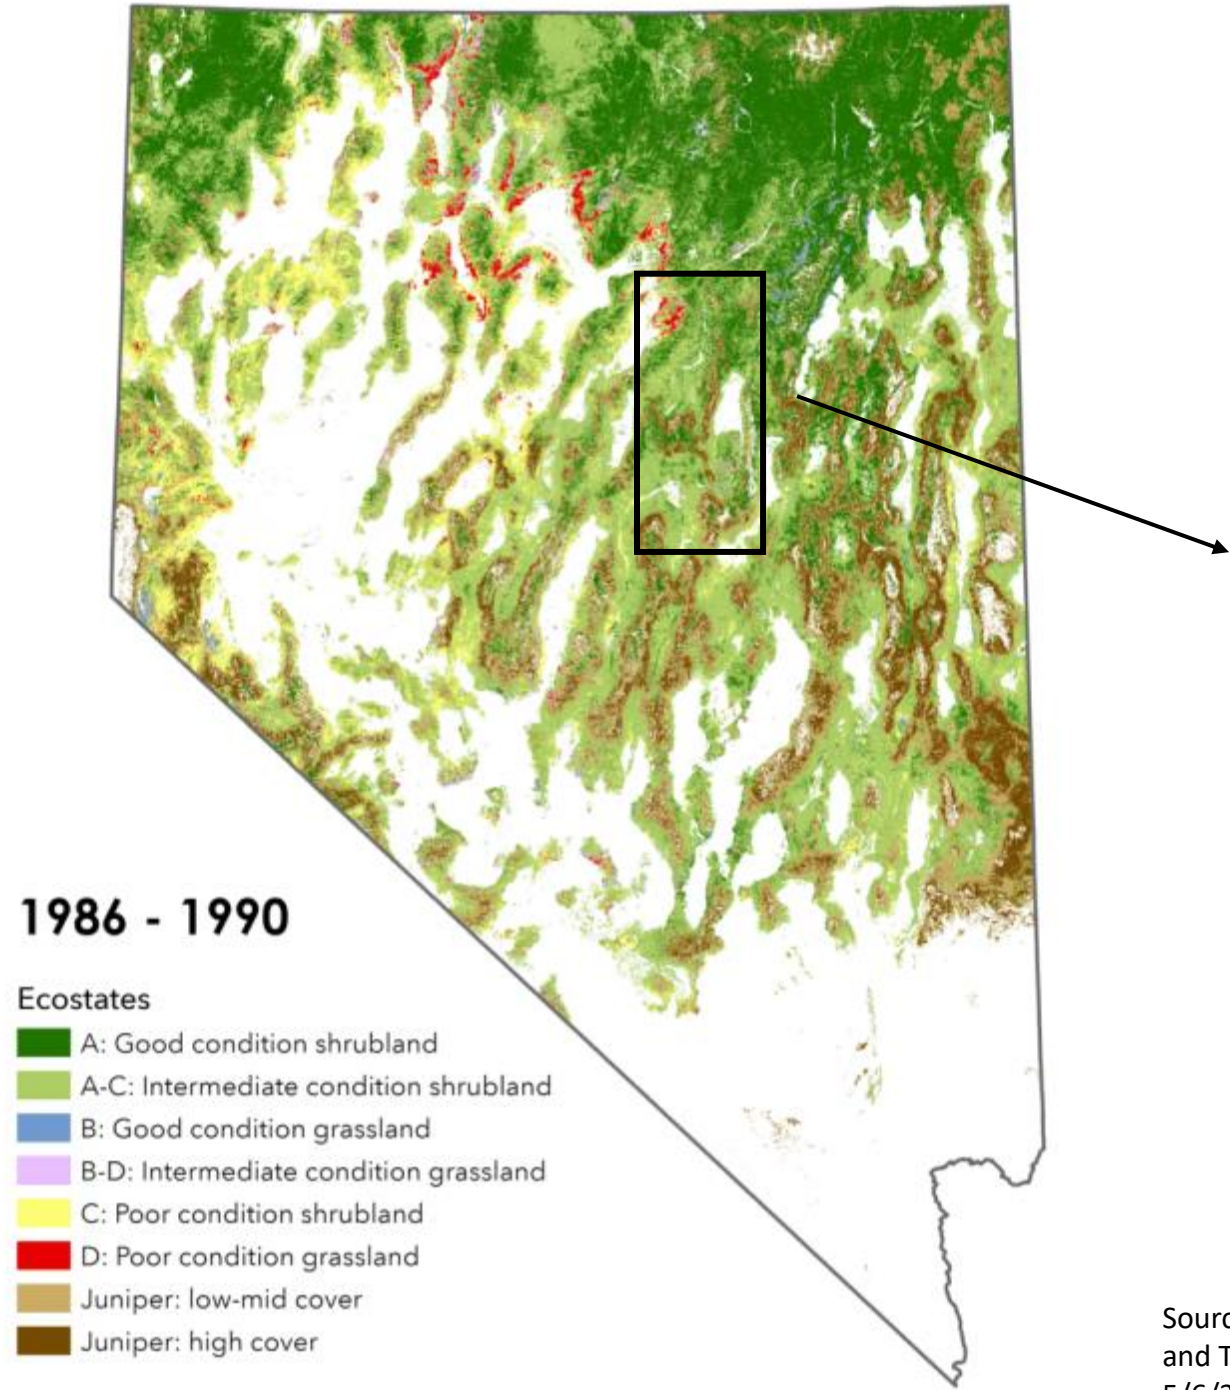 1986 - 1990
Ecostates
A: Good condition shrubland
A-C: Intermediate condition shrubland
B: Good condition grassland
B-D: Intermediate condition grassland
C: Poor condition shrubland
D: Poor condition grassland
Juniper: low-mid cover
Juniper: high cover
and